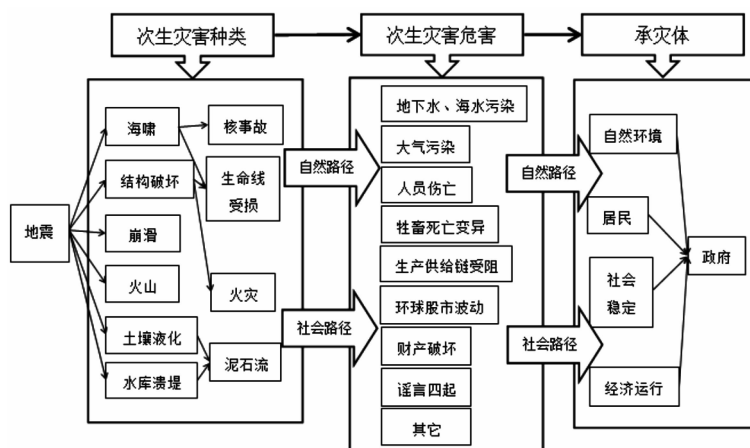 次生灾害种类
次生灾害危害
承灾体
地震
海啸
结构破坏
崩滑
火山
土壤液化
水库溃堤
核事故
生命线
受损
火灾
泥石流
自然路径
社会路径
地下水、海水污染
大气污染
人员伤亡
牲畜死亡变异
生产供给链受阻
环球股市波动
财产破坏
谣言四起
其它
自然路径
社会路径
自然环境
居民
社会
稳定
经济运行
政府